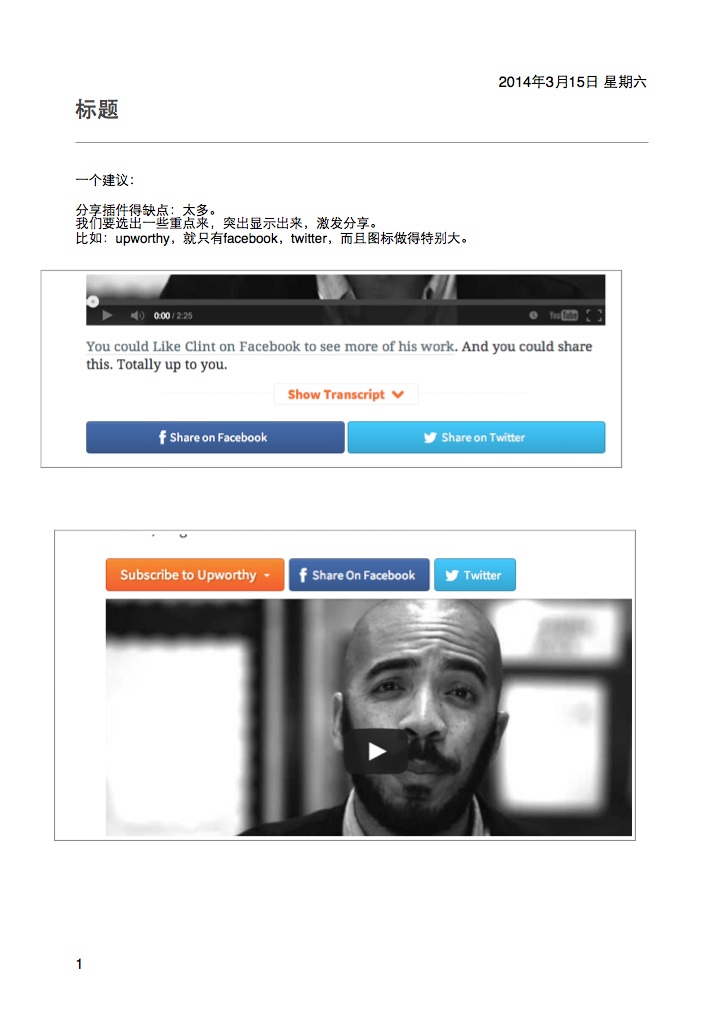 2014年3月15日 星期六
标题
一个建议：
分享插件得缺点：太多。
我们要选出一些重点来，突出显示出来，激发分享。
比如：upworthy，就只有facebook，twitter，而且图标做得特别大。
0:00 / 2:25
YouTube
You could Like Clint on Facebook to see more of his work. And you could share
this. Totally up to you.
Show Transcript
Share on Facebook
Share on Twitter
Subscribe to Upworthy
Share On Facebook
Twitter
1